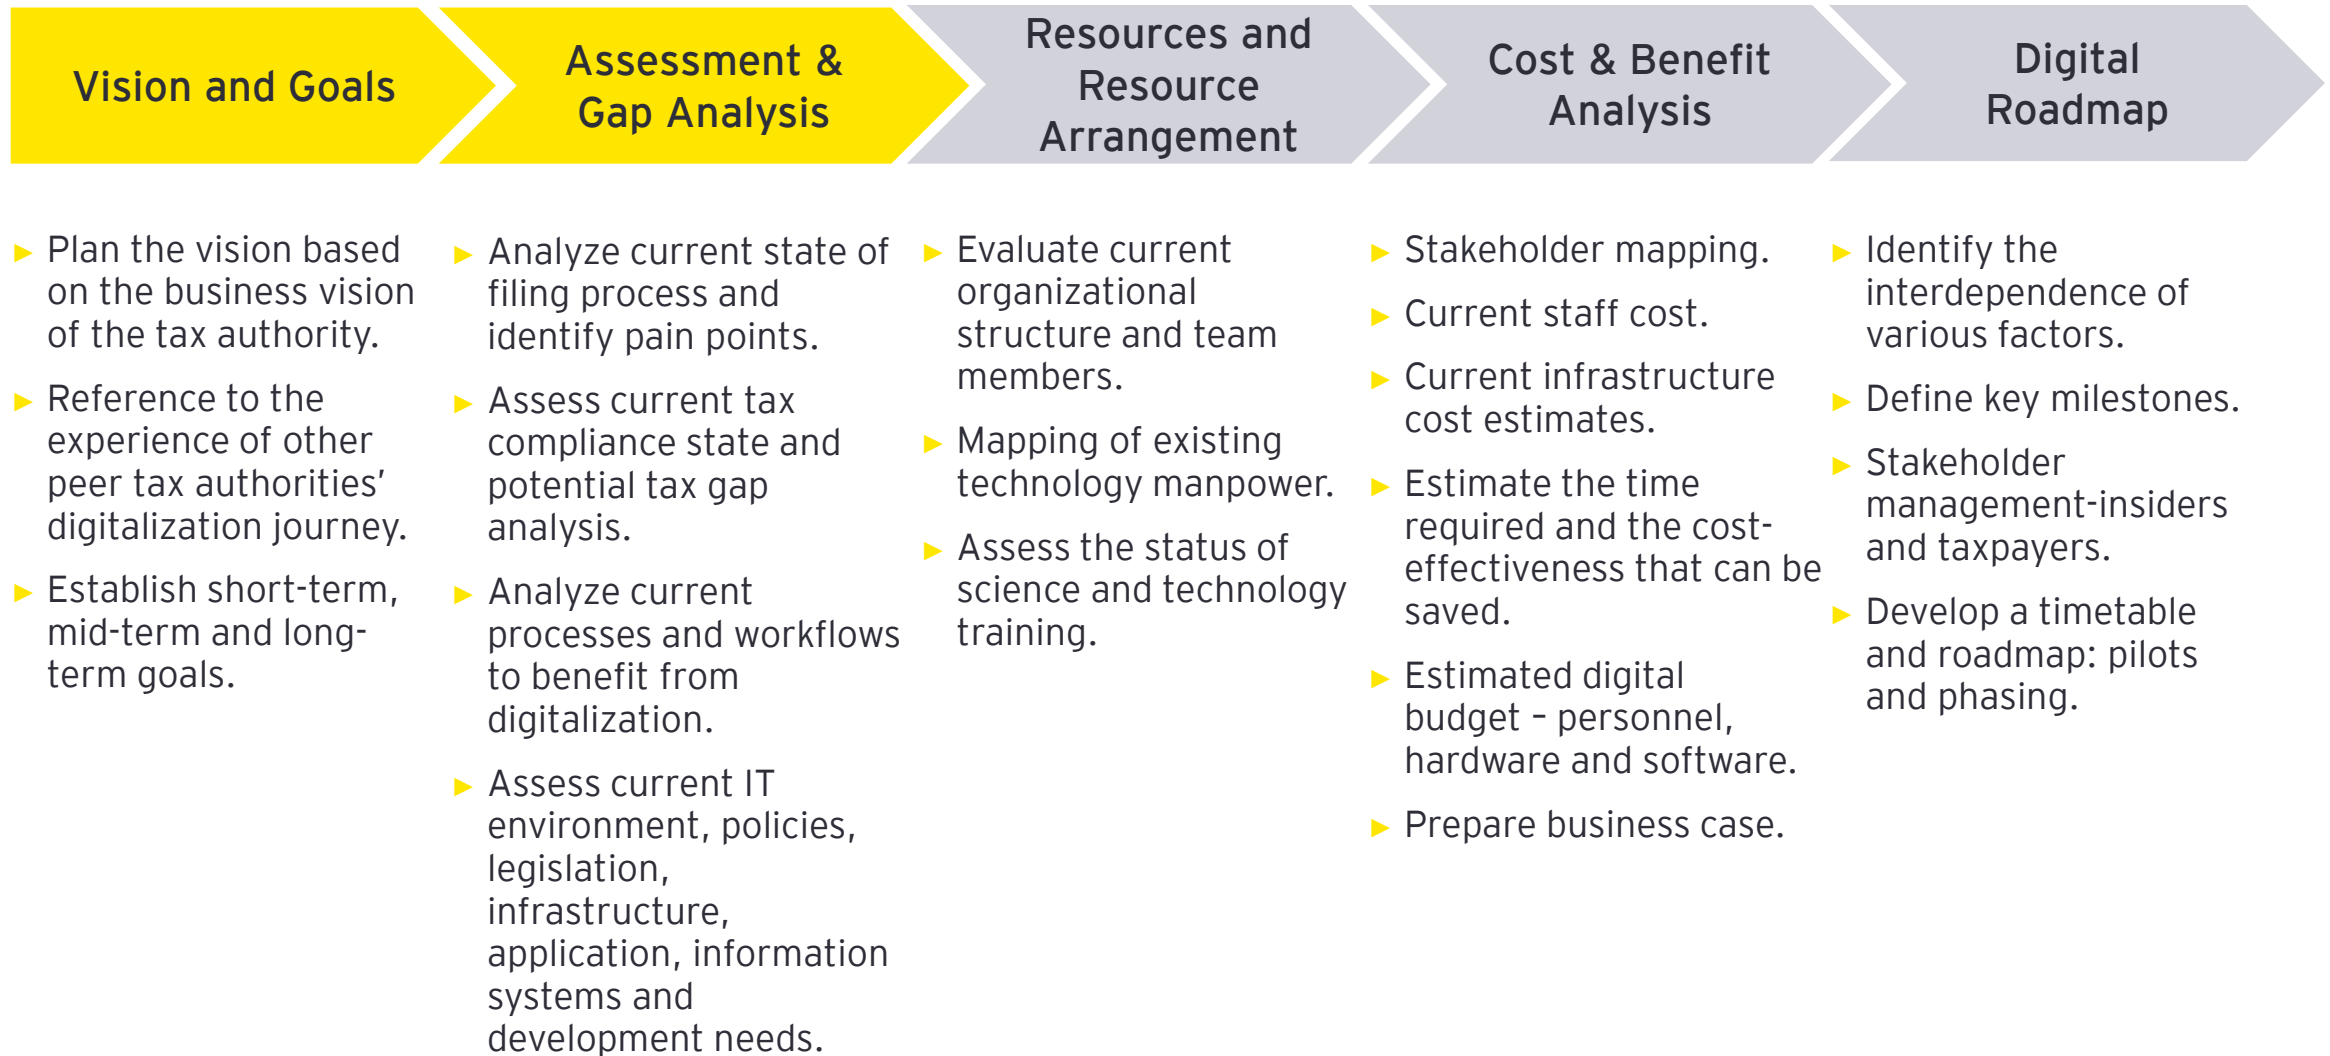 Vision and Goals
Assessment &
Gap Analysis
Resources and
Resource
Arrangement
Cost & Benefit
Analysis
Digital
Roadmap
► Plan the vision based
on the business vision
of the tax authority.
► Reference to the
experience of other
peer tax authorities’
digitalization journey.
► Establish short-term,
mid-term and long-
term goals.
► Analyze current state of
filing process and
identify pain points.
► Assess current tax
compliance state and
potential tax gap
analysis.
► Analyze current
processes and workflows
to benefit from
digitalization.
► Assess current IT
environment, policies,
legislation,
infrastructure,
application, information
systems and
development needs.
► Evaluate current
organizational
structure and team
members.
► Mapping of existing
technology manpower.
► Assess the status of
science and technology
training.
► Stakeholder mapping.
► Current staff cost.
► Current infrastructure
cost estimates.
► Estimate the time
required and the cost-
effectiveness that can be
saved.
► Estimated digital
budget – personnel,
hardware and software.
► Prepare business case.
► Identify the
interdependence of
various factors.
► Define key milestones.
► Stakeholder
management-insiders
and taxpayers.
► Develop a timetable
and roadmap: pilots
and phasing.